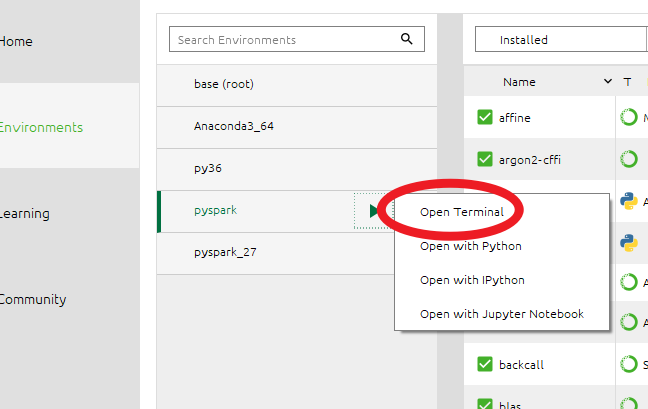 Home
Environments
Learning
Community
Search Environments
base (root)
Anaconda3_64
py36
pyspark
pyspark_27
Open Terminal
Open with Python
Open with IPython
Open with Jupyter Notebook
Installed
Name
T
affine
argon2-cffi
backcall
blas